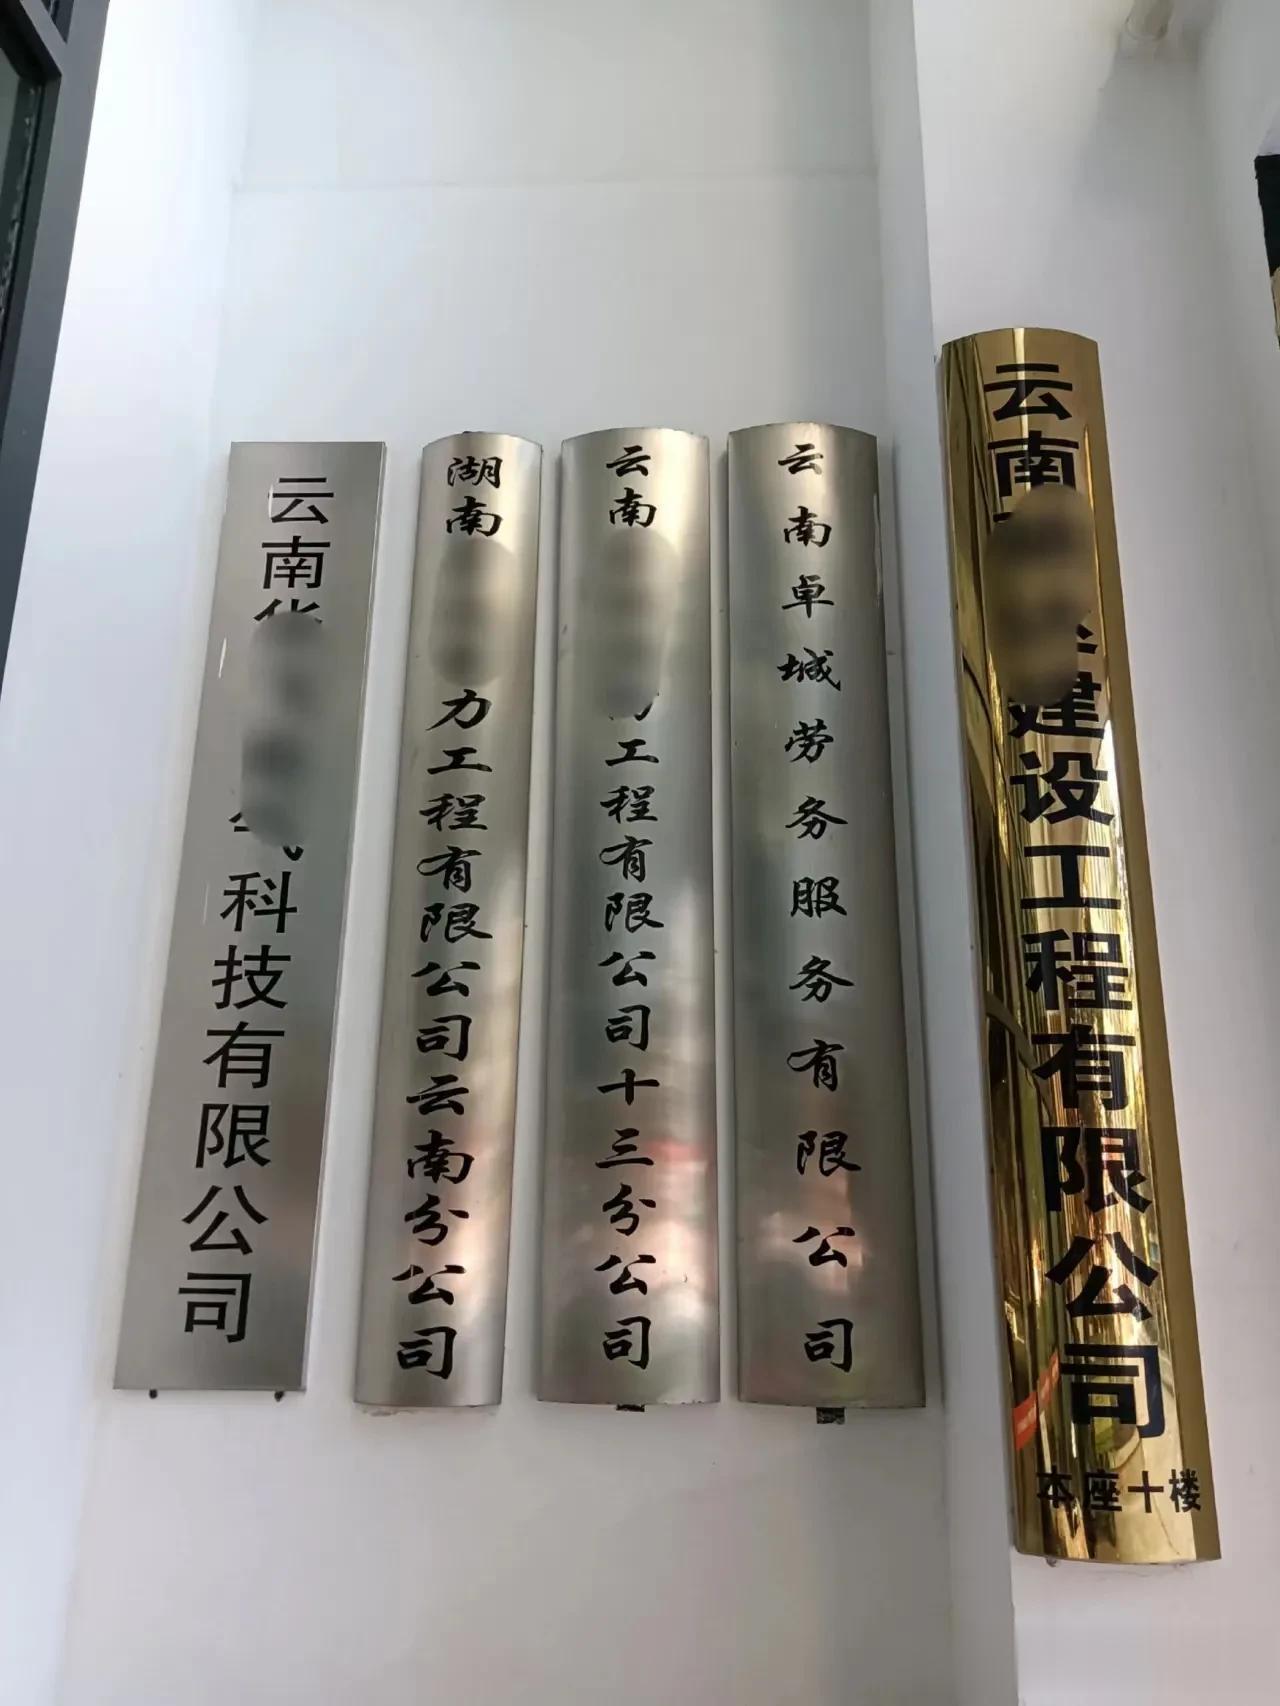 云南
科技有限公司
湖南
力工程有限公司云南分公司
云南
工程有限公司十三分公司
云南卓城劳务服务有限公司
云南
建设工程有限公司
本座十楼